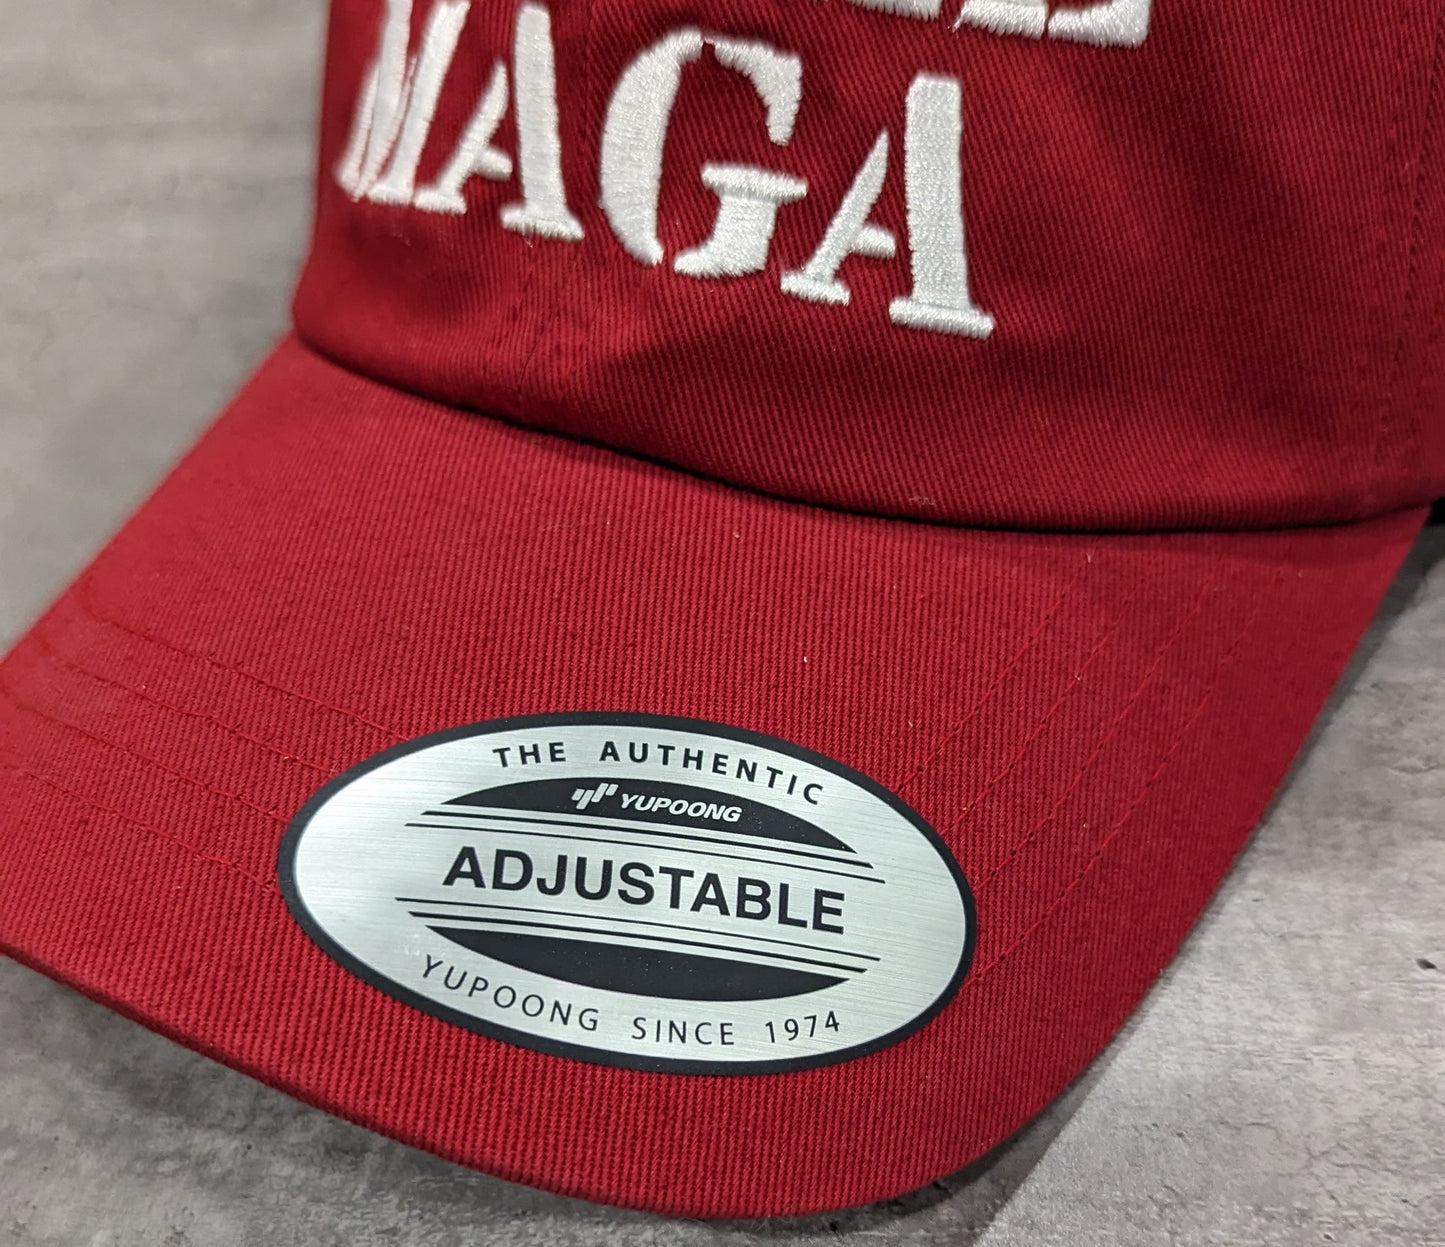 MAGA
THE AUTHENTIC
YUPOONG
ADJUSTABLE
YUPOONG SINCE 1974